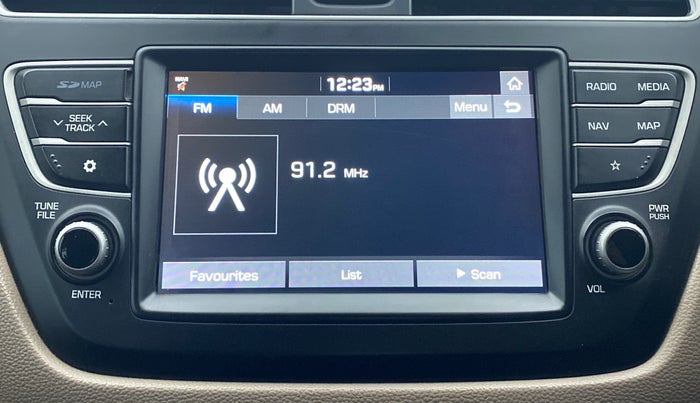 NAVI
12:23PM
FM AM DRM Menu
91.2 MHz
Favourites List Scan
SD MAP
SEEK
TRACK
TUNE
FILE
ENTER
RADIO MEDIA
NAV MAP
PWR
PUSH
VOL